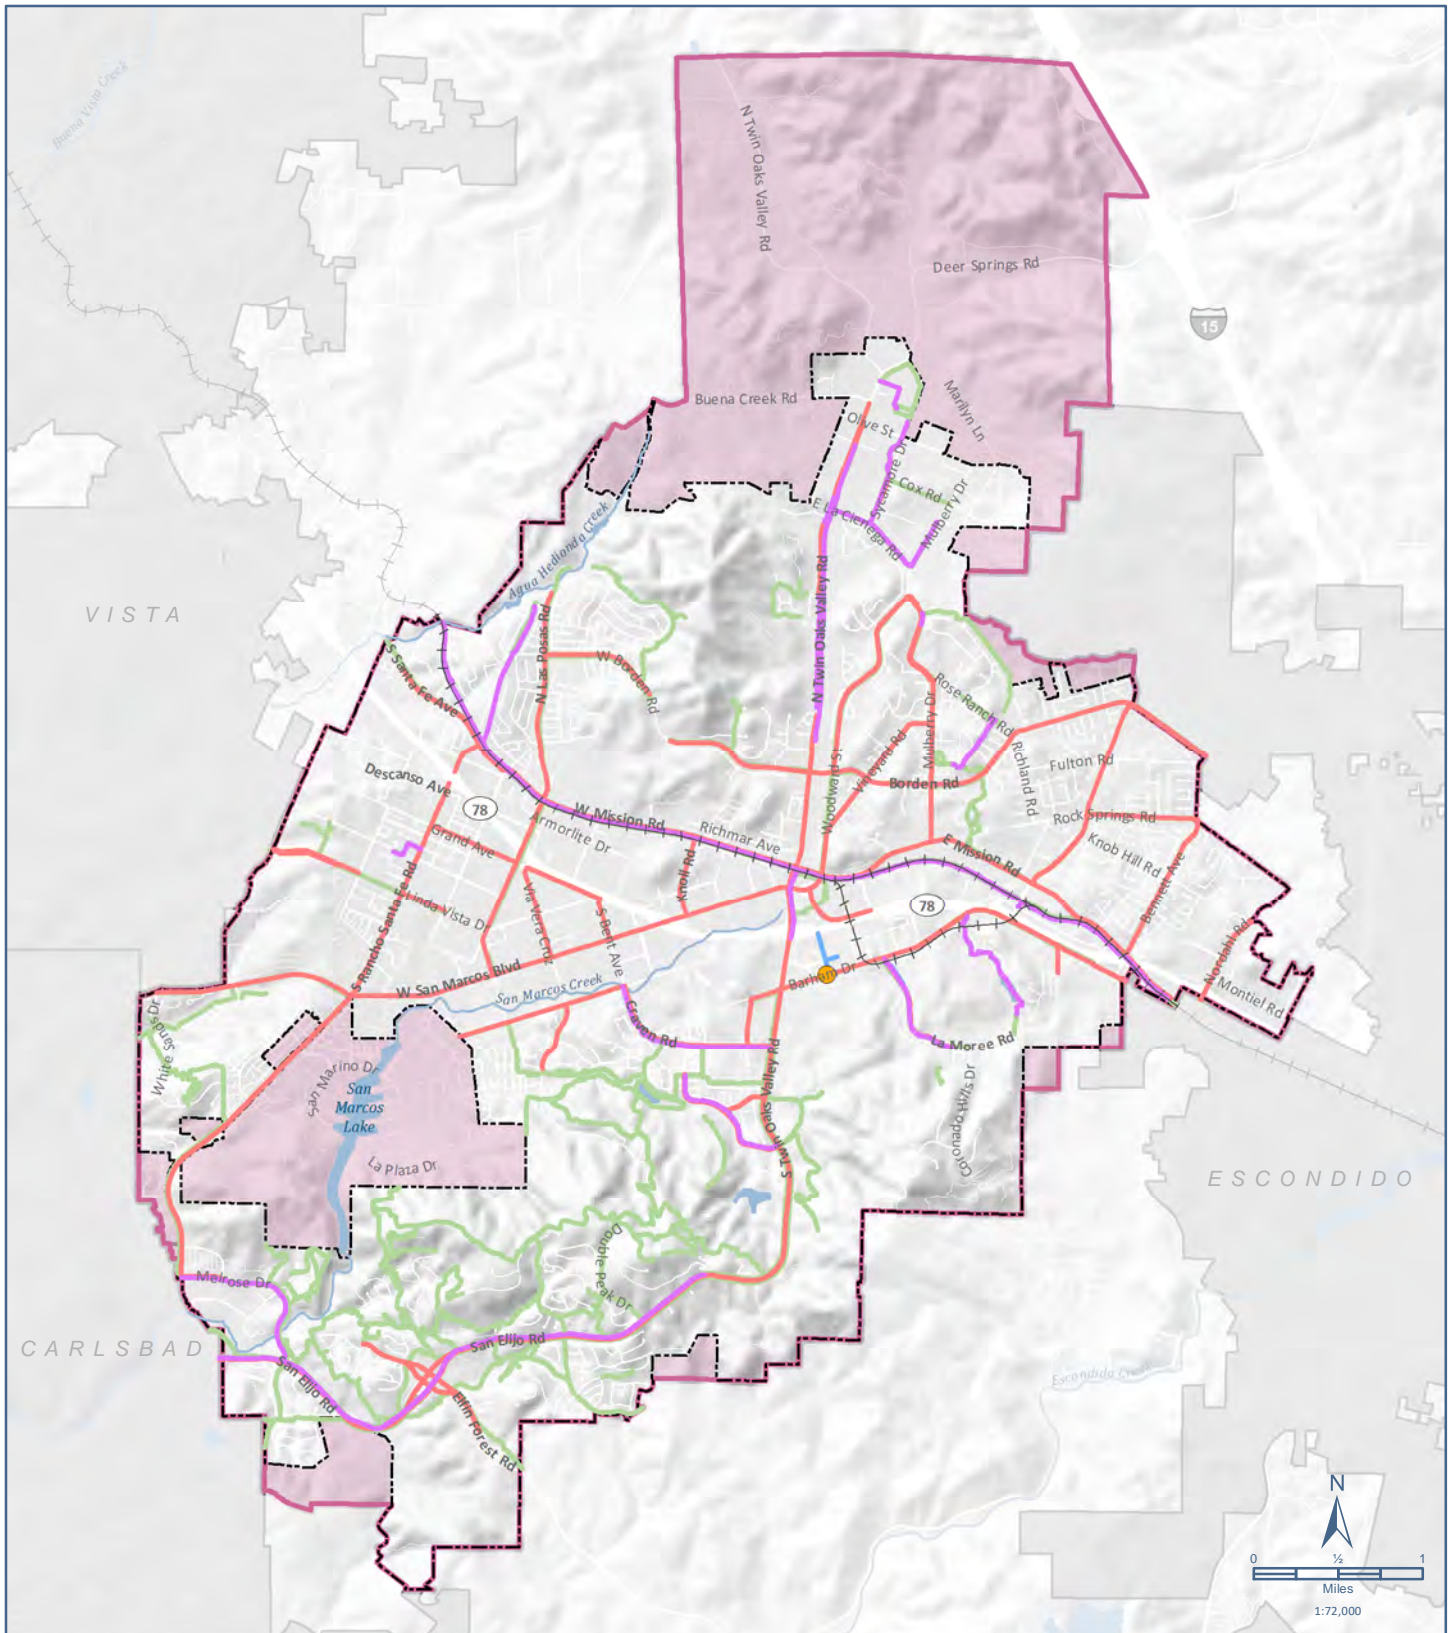 Buena Vista Creek
N Twin Oaks Valley Rd
Deer Springs Rd
15
Buena Creek Rd
Marilyn Ln
Olive St
Sycamore Dr
Cox Rd
Mulberry Dr
E La Cienega Rd
Agua Hedionda Creek
VISTA
N Twin Oaks Valley Rd
N Las Posas Rd
S Santa Fe Ave
W Borden Rd
Rose Ranch Rd
Mulberry Dr
Vineyard Rd
Woodward St
Borden Rd
Richland Rd
Fulton Rd
Descanso Ave
78
W Mission Rd
Richmar Ave
Rock Springs Rd
Armorlite Dr
Grand Ave
E Mission Rd
Knob Hill Rd
Bennett Ave
Knoll Rd
78
S Rancho Santa Fe Rd
Linda Vista Dr
Via Vera Cruz
S Bent Ave
Nordahl Rd
W San Marcos Blvd
San Marcos Creek
Barham Dr
Montiel Rd
White Sands Dr
Craven Rd
La Moree Rd
San Marino Dr
San
Marcos
Lake
S Twin Oaks Valley Rd
Coronado Hills Dr
La Plaza Dr
ESCONDIDO
Double Peak Dr
Melrose Dr
San Elijo Rd
CARLSBAD
San Elijo Rd
Elfin Forest Rd
Escondido Creek
N
0 ½ 1
Miles
1:72,000